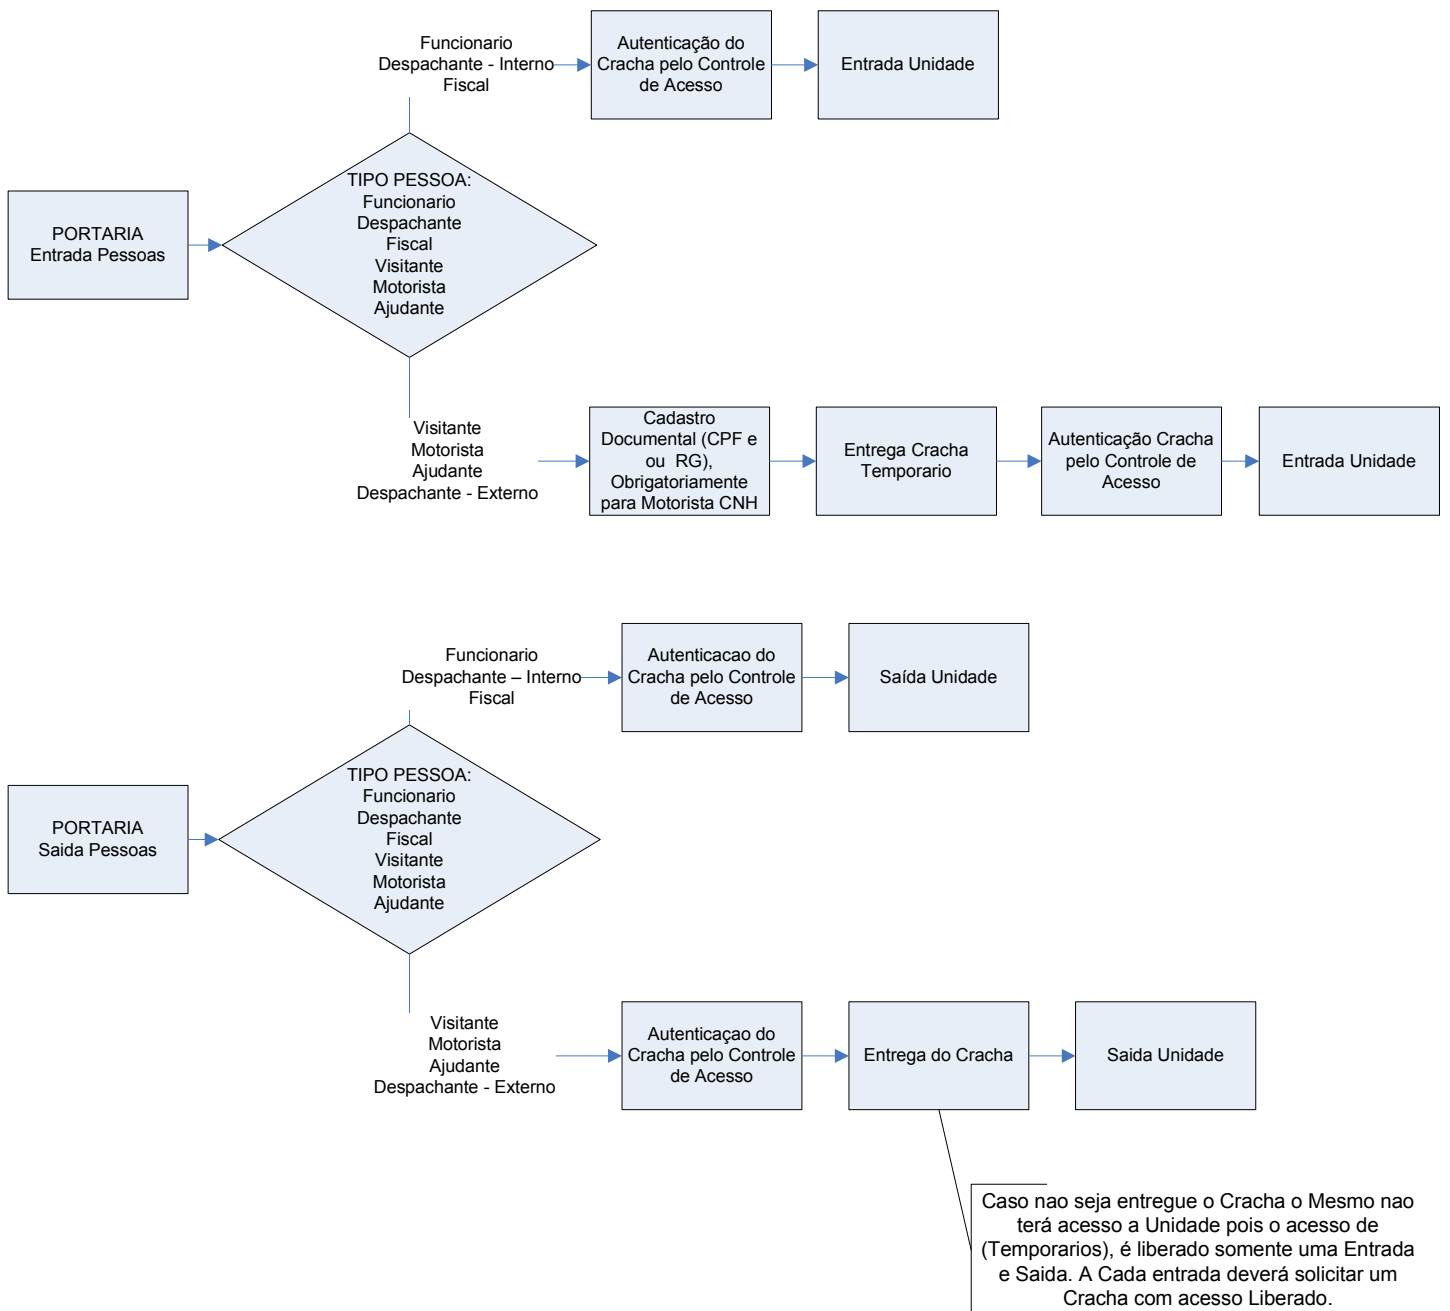 Funcionario
Despachante - Interno
Fiscal
Autenticação do
Cracha pelo Controle
de Acesso
Entrada Unidade
PORTARIA
Entrada Pessoas
TIPO PESSOA:
Funcionario
Despachante
Fiscal
Visitante
Motorista
Ajudante
Visitante
Motorista
Ajudante
Despachante - Externo
Cadastro
Documental (CPF e
ou RG),
Obrigatoriamente
para Motorista CNH
Entrega Cracha
Temporario
Autenticação Cracha
pelo Controle de
Acesso
Entrada Unidade
Funcionario
Despachante – Interno
Fiscal
Autenticacao do
Cracha pelo Controle
de Acesso
Saída Unidade
PORTARIA
Saida Pessoas
TIPO PESSOA:
Funcionario
Despachante
Fiscal
Visitante
Motorista
Ajudante
Visitante
Motorista
Ajudante
Despachante - Externo
Autenticaçao do
Cracha pelo Controle
de Acesso
Entrega do Cracha
Saida Unidade
Caso nao seja entregue o Cracha o Mesmo nao
terá acesso a Unidade pois o acesso de
(Temporarios), é liberado somente uma Entrada
e Saida. A Cada entrada deverá solicitar um
Cracha com acesso Liberado.